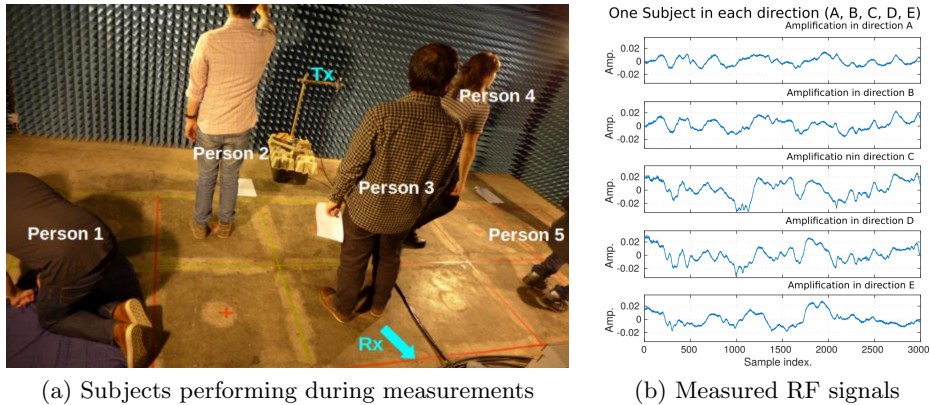 Tx
Person 4
Person 2
Person 3
Person 1
Person 5
Rx
(a) Subjects performing during measurements
One Subject in each direction (A, B, C, D, E)
Amplification in direction A
Amp.
0.02
0
-0.02
Amplification in direction B
Amp.
0.02
0
-0.02
Amplificatio nin direction C
Amp.
0.02
0
-0.02
Amplification in direction D
Amp.
0.02
0
-0.02
Amplification in direction E
Amp.
0.02
0
-0.02
0 500 1000 1500 2000 2500 3000
Sample index.
(b) Measured RF signals